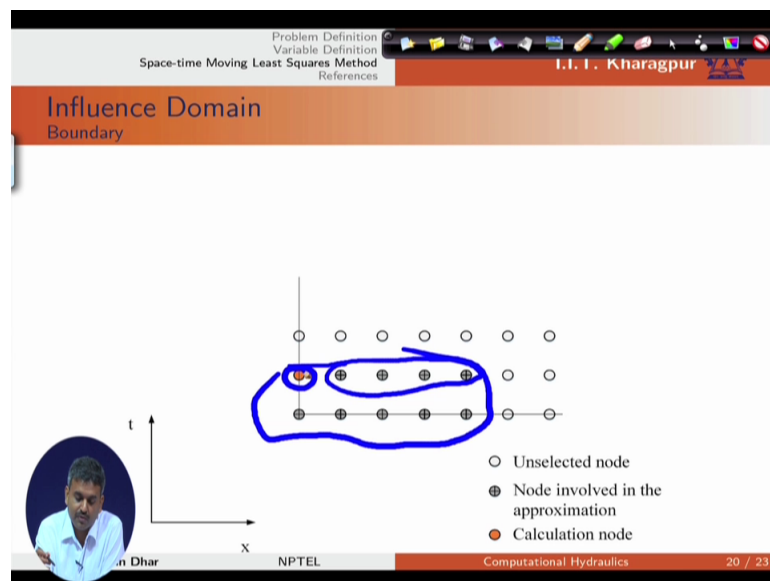 Problem Definition
Variable Definition
Space-time Moving Least Squares Method
References
I.I.T. Kharagpur
Influence Domain
Boundary
t
x
Unselected node
Node involved in the
approximation
Calculation node
n Dhar
NPTEL
Computational Hydraulics
20 / 23